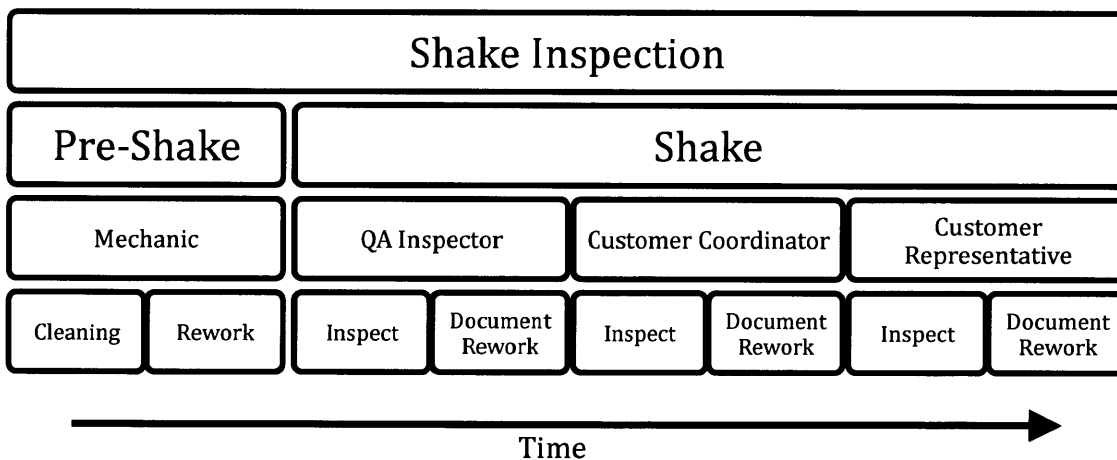 Shake Inspection
Pre-Shake
Shake
Mechanic
QA Inspector
Customer Coordinator
Customer
Representative
Cleaning
Rework
Inspect
Document
Rework
Inspect
Document
Rework
Inspect
Document
Rework
Time